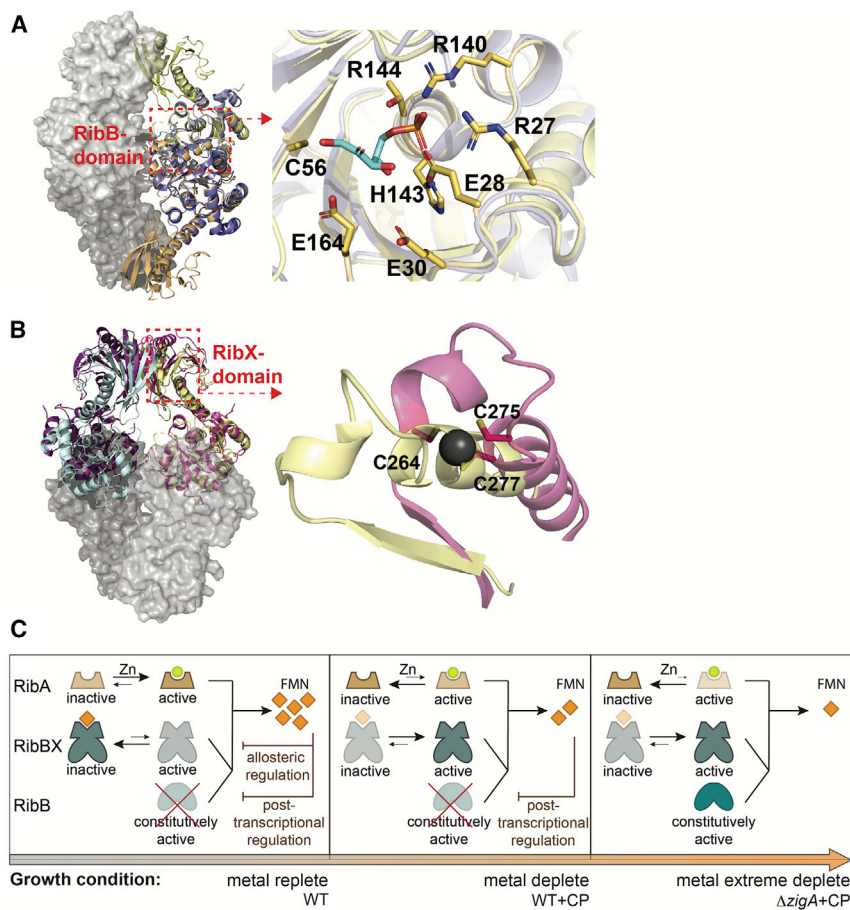 A
RibB-
domain
R140
R144
R27
C56
H143
E28
E164
E30
B
RibX-
domain
C275
C264
C277
C
RibA
Zn
inactive
active
FMN
RibBX
inactive
active
allosteric
regulation
RibB
constitutively
active
post-
transcriptional
regulation
inactive
active
FMN
inactive
active
constitutively
active
post-
transcriptional
regulation
inactive
active
FMN
inactive
active
constitutively
active
Growth condition:
metal replete
WT
metal deplete
WT+CP
metal extreme deplete
ΔzigA+CP